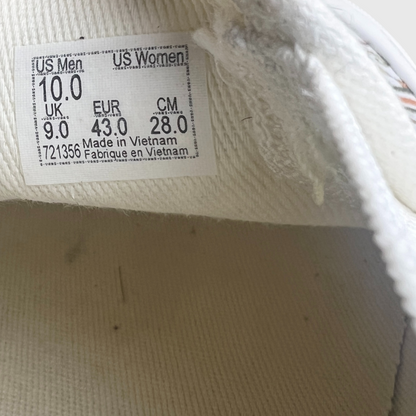 US Men US Women
10.0
UK EUR CM
9.0 43.0 28.0
Made in Vietnam
721356 Fabrique en Vietnam